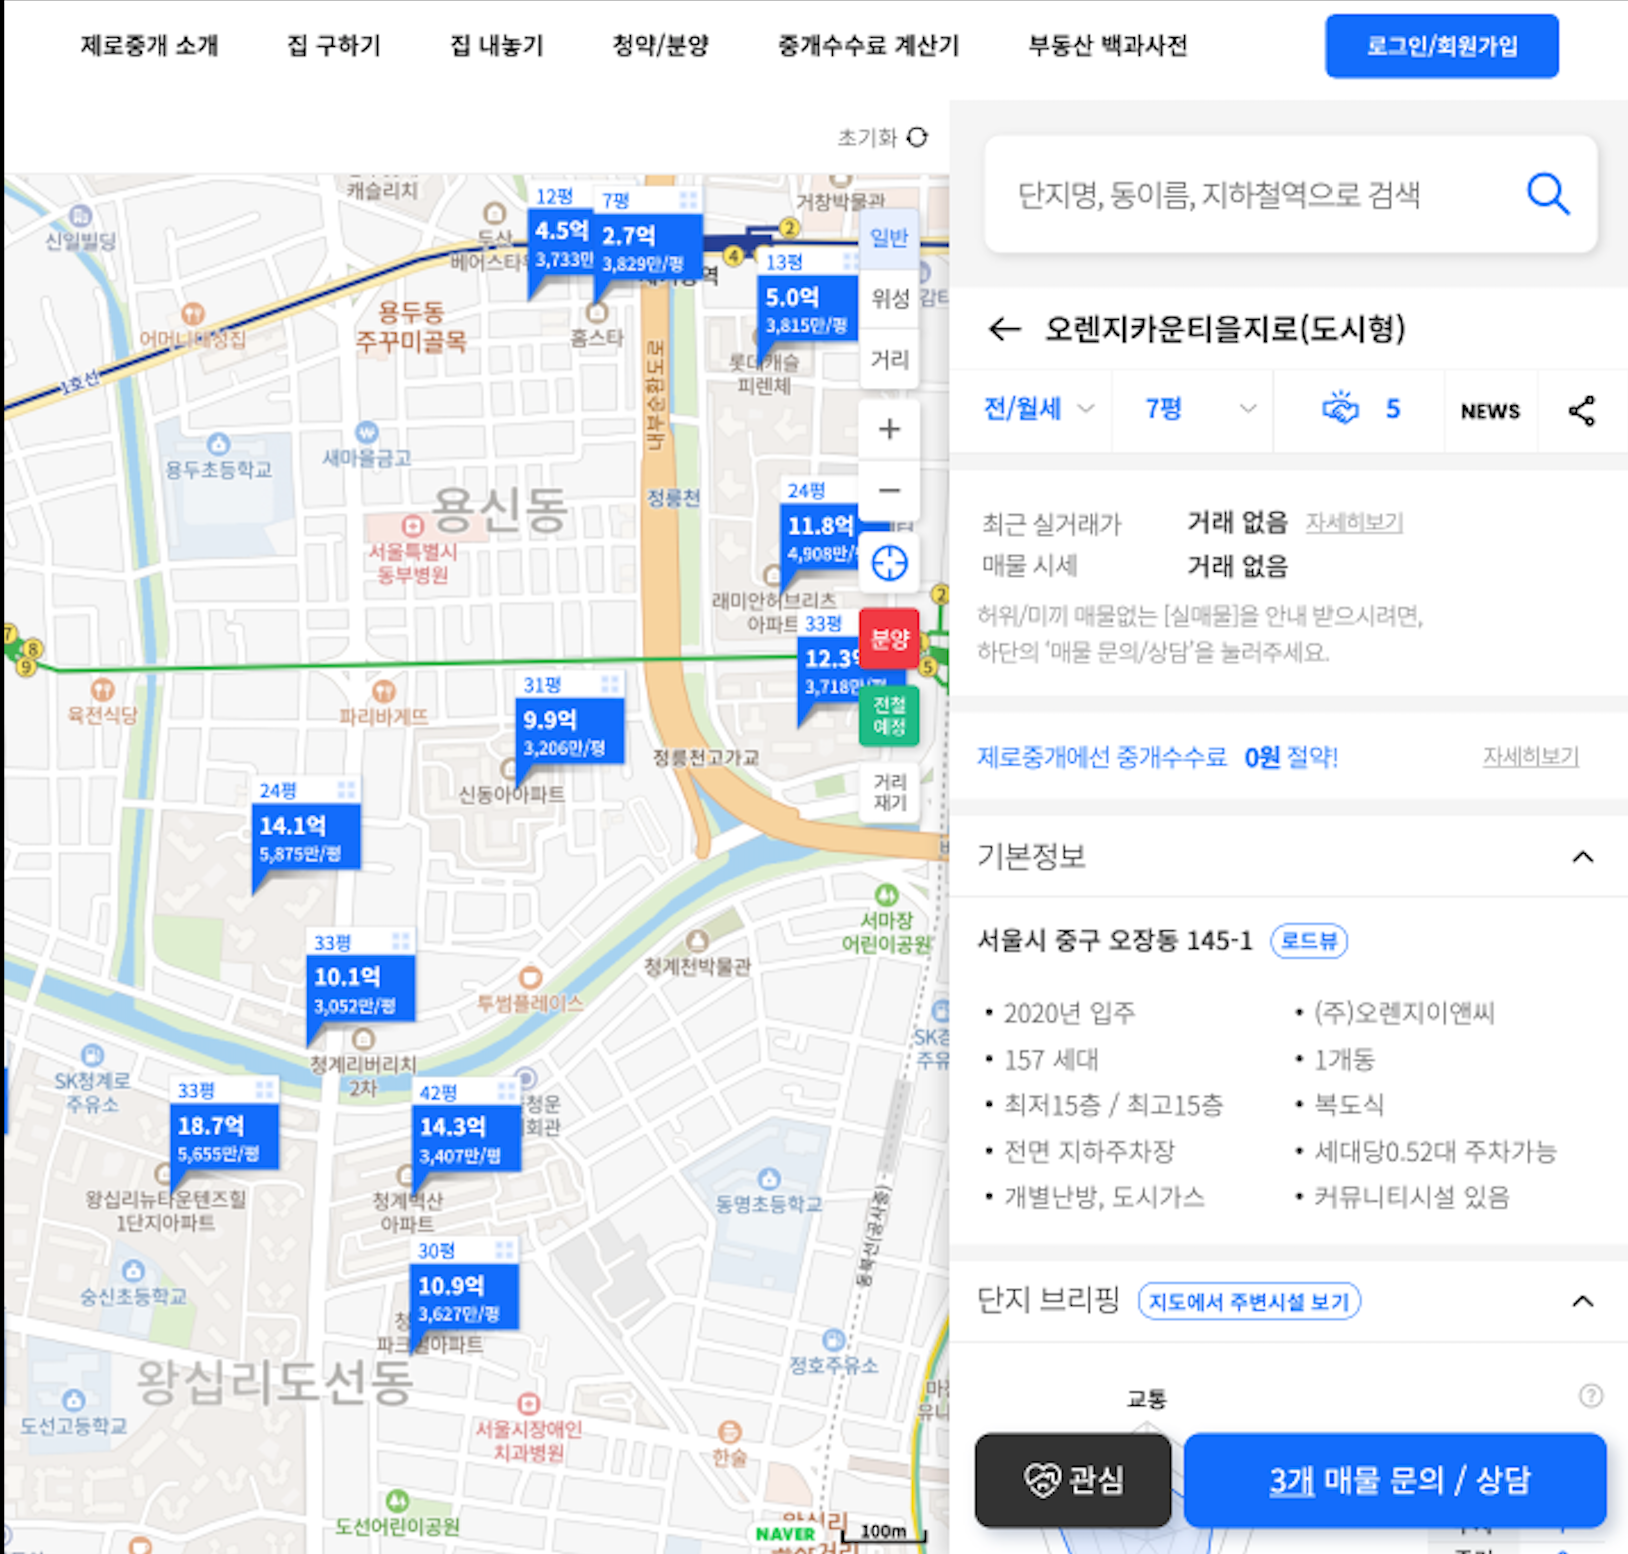 제로중개 소개
집 구하기
집 내놓기
청약/분양
중개수수료 계산기
부동산 백과사전
로그인/회원가입
초기화
캐슬리치
신일빌딩
두산
12평
4.5억
3,733만
7평
2.7억
3,829만/평
거창박물관
2
4
13평
5.0억
3,815만/평
일반
위성
거리
용두동
주꾸미골목
홈스타
롯데캐슬
피렌체
1호선
내부순환도로
용두초등학교
새마을금고
용신동
정릉천
서울특별시
동부병원
24평
11.8억
4,908만/
래미안허브리츠
아파트
33평
12.3
3,718만
2
5
분양
전철
예정
거리
재기
7
8
9
육전식당
파리바게뜨
31평
9.9억
3,206만/평
신동아아파트
정릉천고가교
24평
14.1억
5,875만/평
서마장
어린이공원
33평
10.1억
3,052만/평
청계천박물관
투썸플레이스
청계리버리치
2차
SK청계로
주유소
33평
18.7억
5,655만/평
42평
14.3억
3,407만/평
왕십리뉴타운텐즈힐
1단지아파트
청계벽산
아파트
동명초등학교
동북선(공사중)
30평
10.9억
3,627만/평
숭신초등학교
왕십리도선동
정호주유소
도선고등학교
서울시장애인
치과병원
한술
도선어린이공원
NAVER
100m
단지명, 동이름, 지하철역으로 검색
오렌지카운티을지로(도시형)
전/월세
7평
5
NEWS
최근 실거래가 거래 없음 자세히보기
매물 시세 거래 없음
허위/미끼 매물없는 [실매물]을 안내 받으시려면,
하단의 ‘매물 문의/상담’을 눌러주세요.
제로중개에선 중개수수료 0원 절약! 자세히보기
기본정보
서울시 중구 오장동 145-1 로드뷰
• 2020년 입주
• (주)오렌지이앤씨
• 157 세대
• 1개동
• 최저15층 / 최고15층
• 복도식
• 전면 지하주차장
• 세대당0.52대 주차가능
• 개별난방, 도시가스
• 커뮤니티시설 있음
단지 브리핑 지도에서 주변시설 보기
교통
?
관심
3개 매물 문의 / 상담